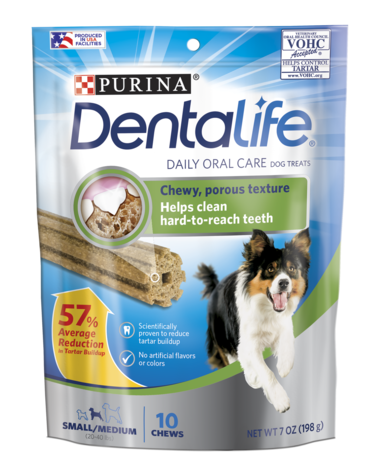 PRODUCED
IN USA
FACILITIES
VETERINARY
ORAL HEALTH COUNCIL
VOHC
Accepted
HELPS CONTROL
TARTAR
www.VOHC.org
PURINA®
DentaLife®
DAILY ORAL CARE DOG TREATS
Chewy, porous texture
Helps clean
hard-to-reach teeth
57%
Average
Reduction
in Tartar Buildup
Scientifically
proven to reduce
tartar buildup
No artificial flavors
or colors
SMALL/MEDIUM
(20-40 lbs)
10
CHEWS
NET WT 7 OZ (198 g)